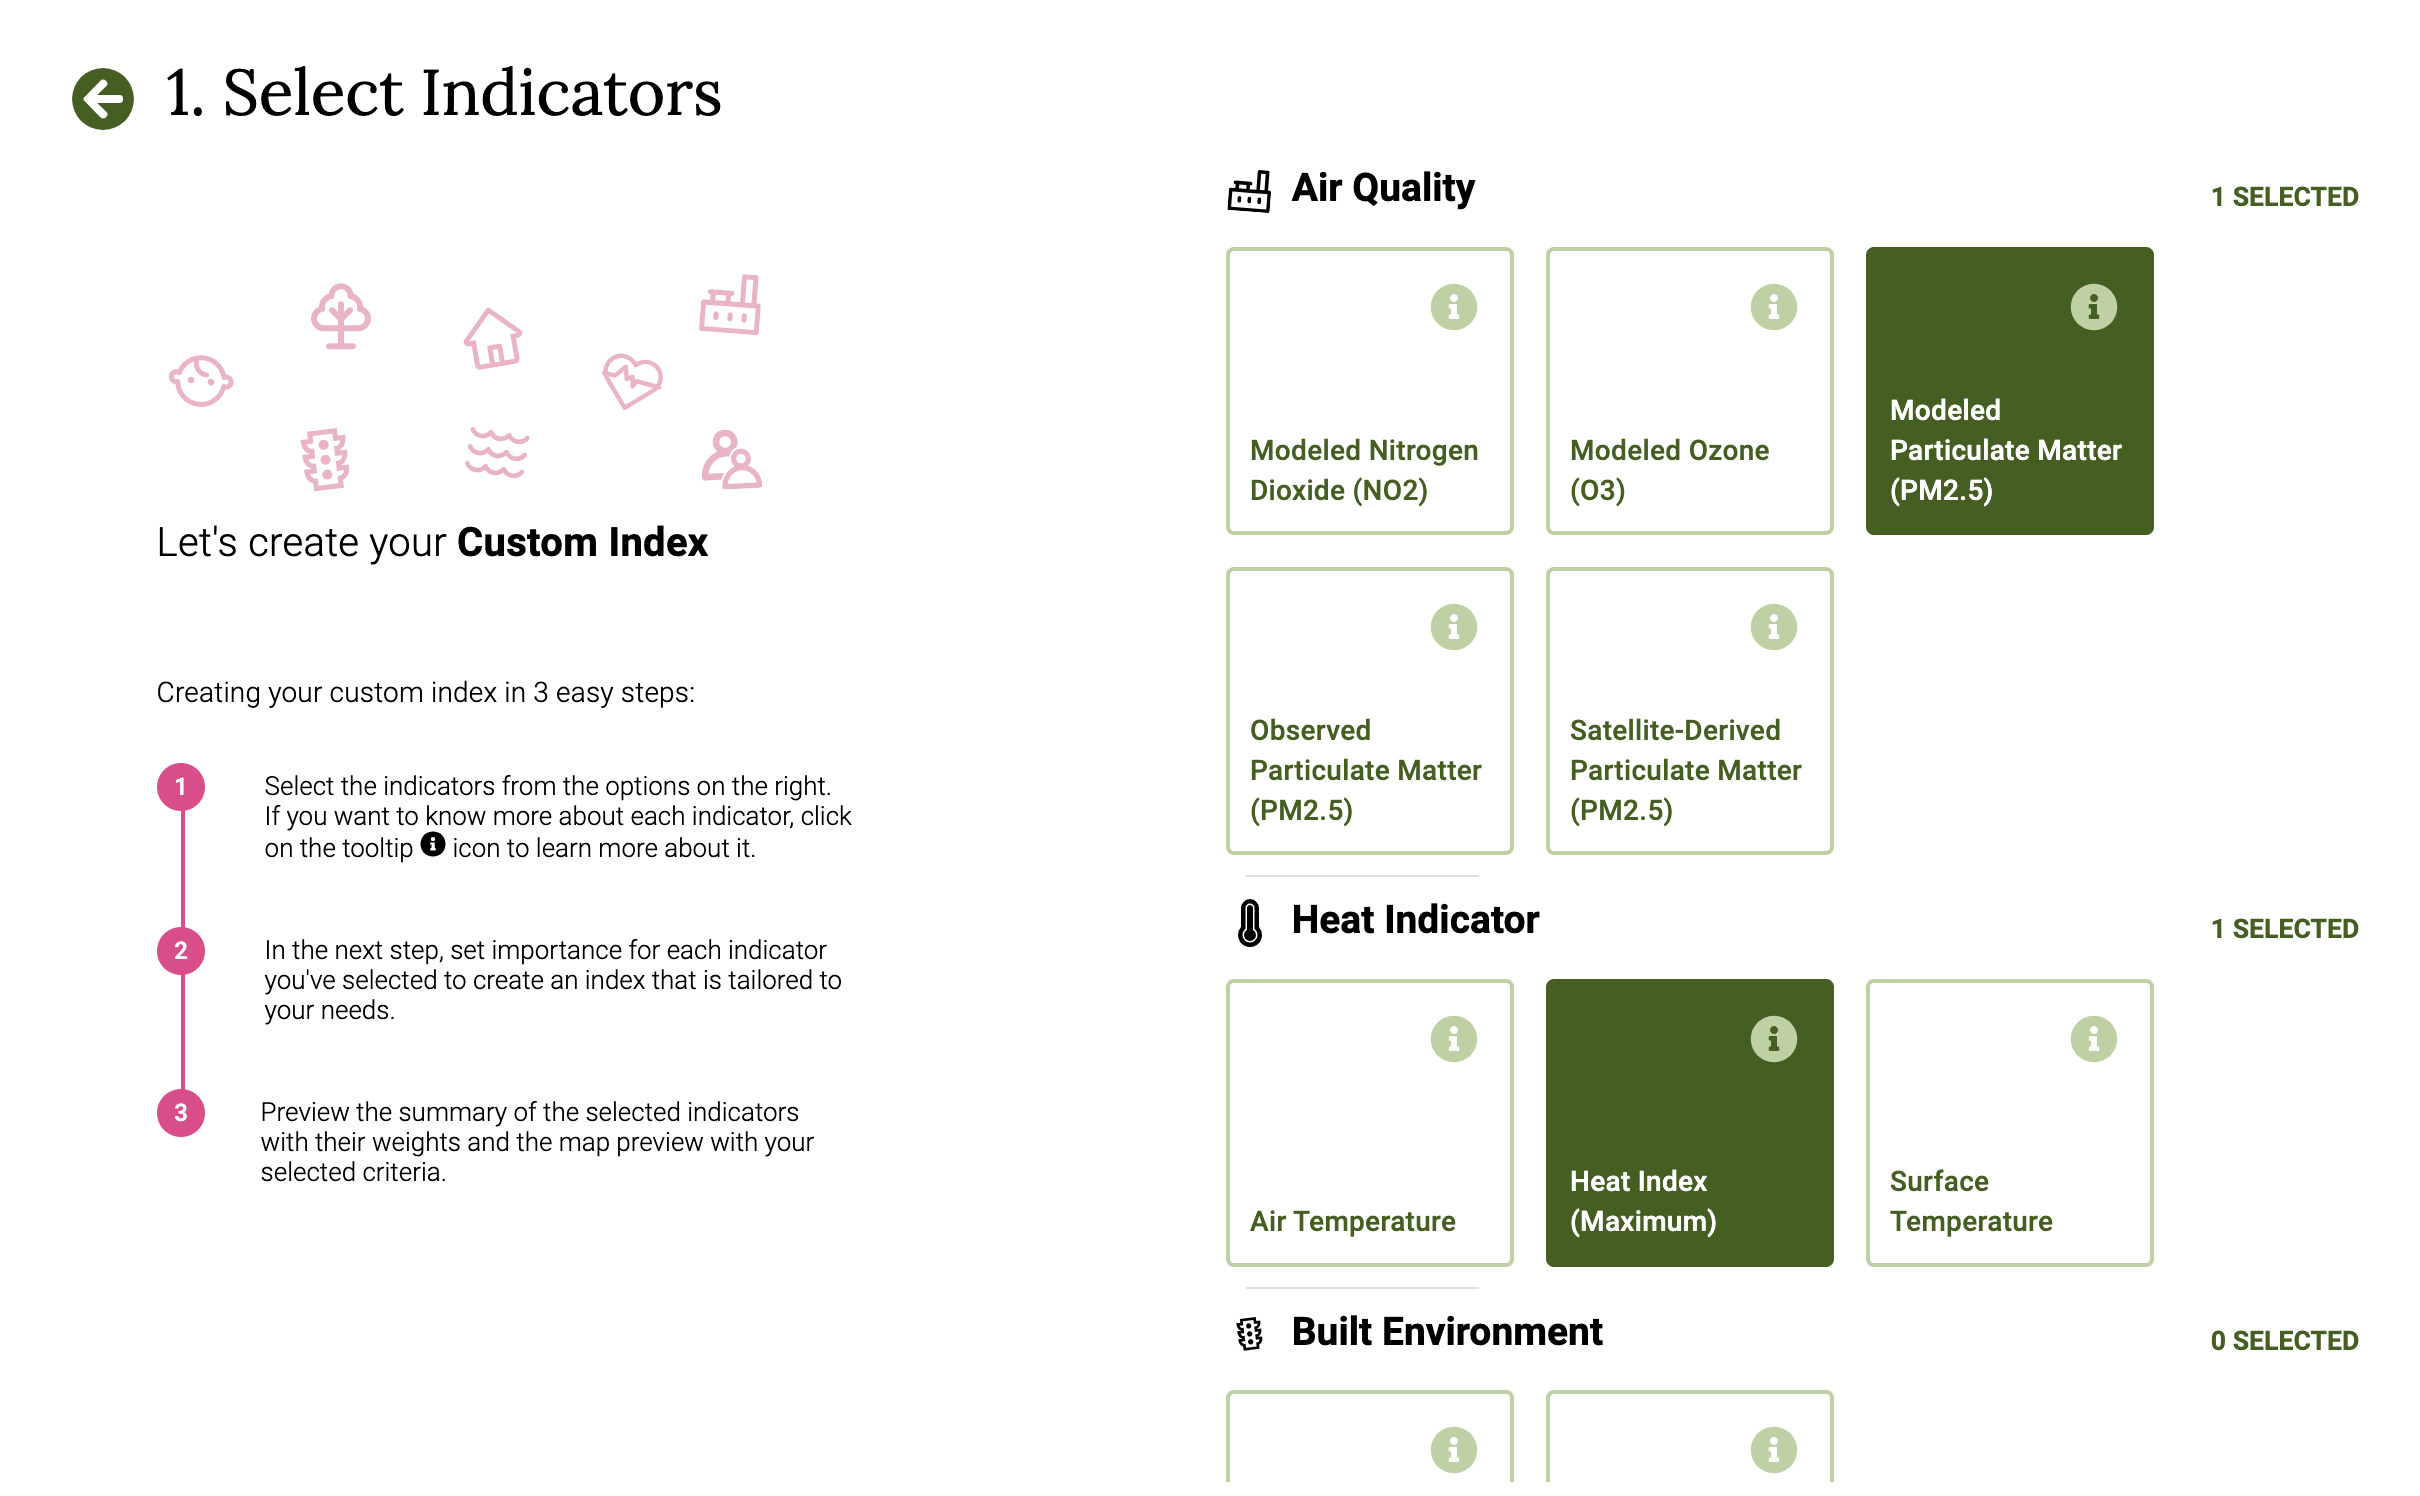 1. Select Indicators
Let's create your Custom Index
Creating your custom index in 3 easy steps:
1
Select the indicators from the options on the right.
If you want to know more about each indicator, click
on the tooltip icon to learn more about it.
2
In the next step, set importance for each indicator
you've selected to create an index that is tailored to
your needs.
3
Preview the summary of the selected indicators
with their weights and the map preview with your
selected criteria.
Air Quality
1 SELECTED
Modeled Nitrogen
Dioxide (NO2)
Modeled Ozone
(O3)
Modeled
Particulate Matter
(PM2.5)
Observed
Particulate Matter
(PM2.5)
Satellite-Derived
Particulate Matter
(PM2.5)
Heat Indicator
1 SELECTED
Air Temperature
Heat Index
(Maximum)
Surface
Temperature
Built Environment
0 SELECTED